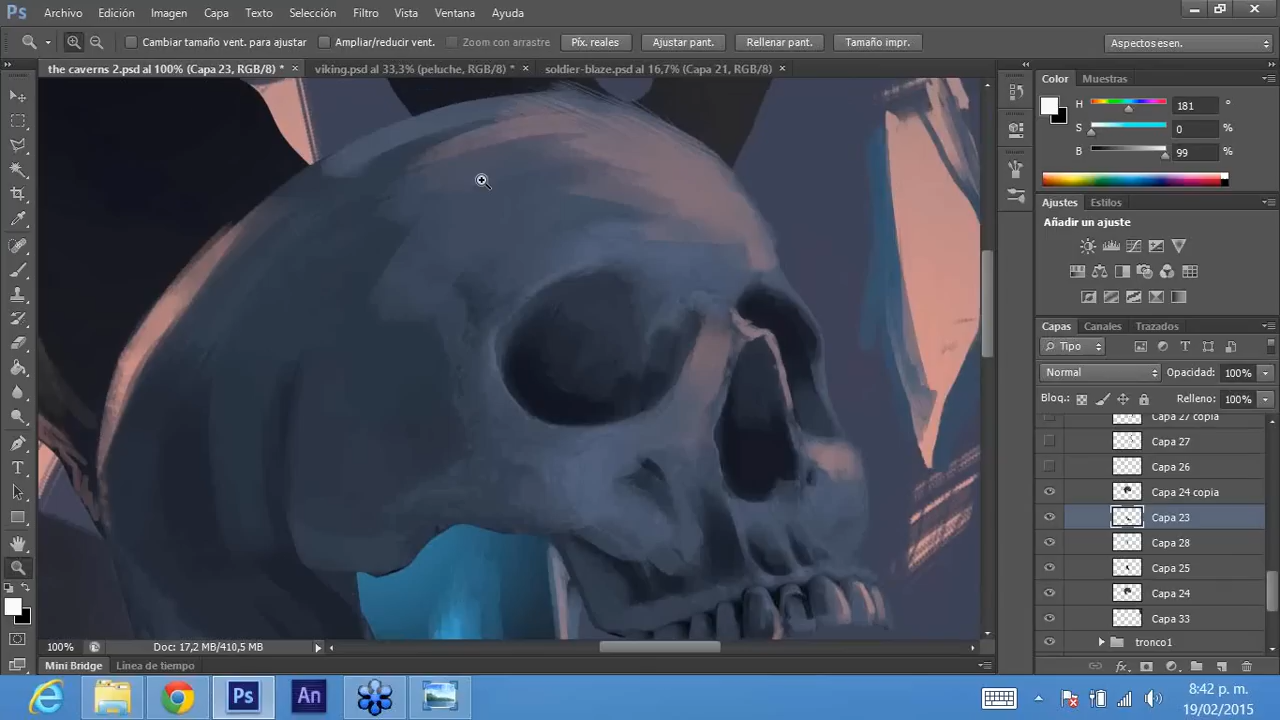 Ps Archivo Edición Imagen Capa Texto Selección Filtro Vista Ventana Ayuda
Cambiar tamaño vent. para ajustar Ampliar/reducir vent. Zoom con arrastre Píx. reales Ajustar pant. Rellenar pant. Tamaño impr. Aspectos esen.
the caverns 2.psd al 100% (Capa 23, RGB/8) * × viking.psd al 33,3% (peluche, RGB/8) * × soldier-blaze.psd al 16,7% (Capa 21, RGB/8) ×
Color Muestras
H 181 °
S 0 %
B 99 %
Ajustes Estilos
Añadir un ajuste
Capas Canales Trazados
Tipo
Normal Opacidad: 100%
Bloq.: Relleno: 100%
Capa 27 copia
Capa 27
Capa 26
Capa 24 copia
Capa 23
Capa 28
Capa 25
Capa 24
Capa 33
tronco1
100% Doc: 17,2 MB/410,5 MB
Mini Bridge Línea de tiempo
Ps An
8:42 p. m.
19/02/2015